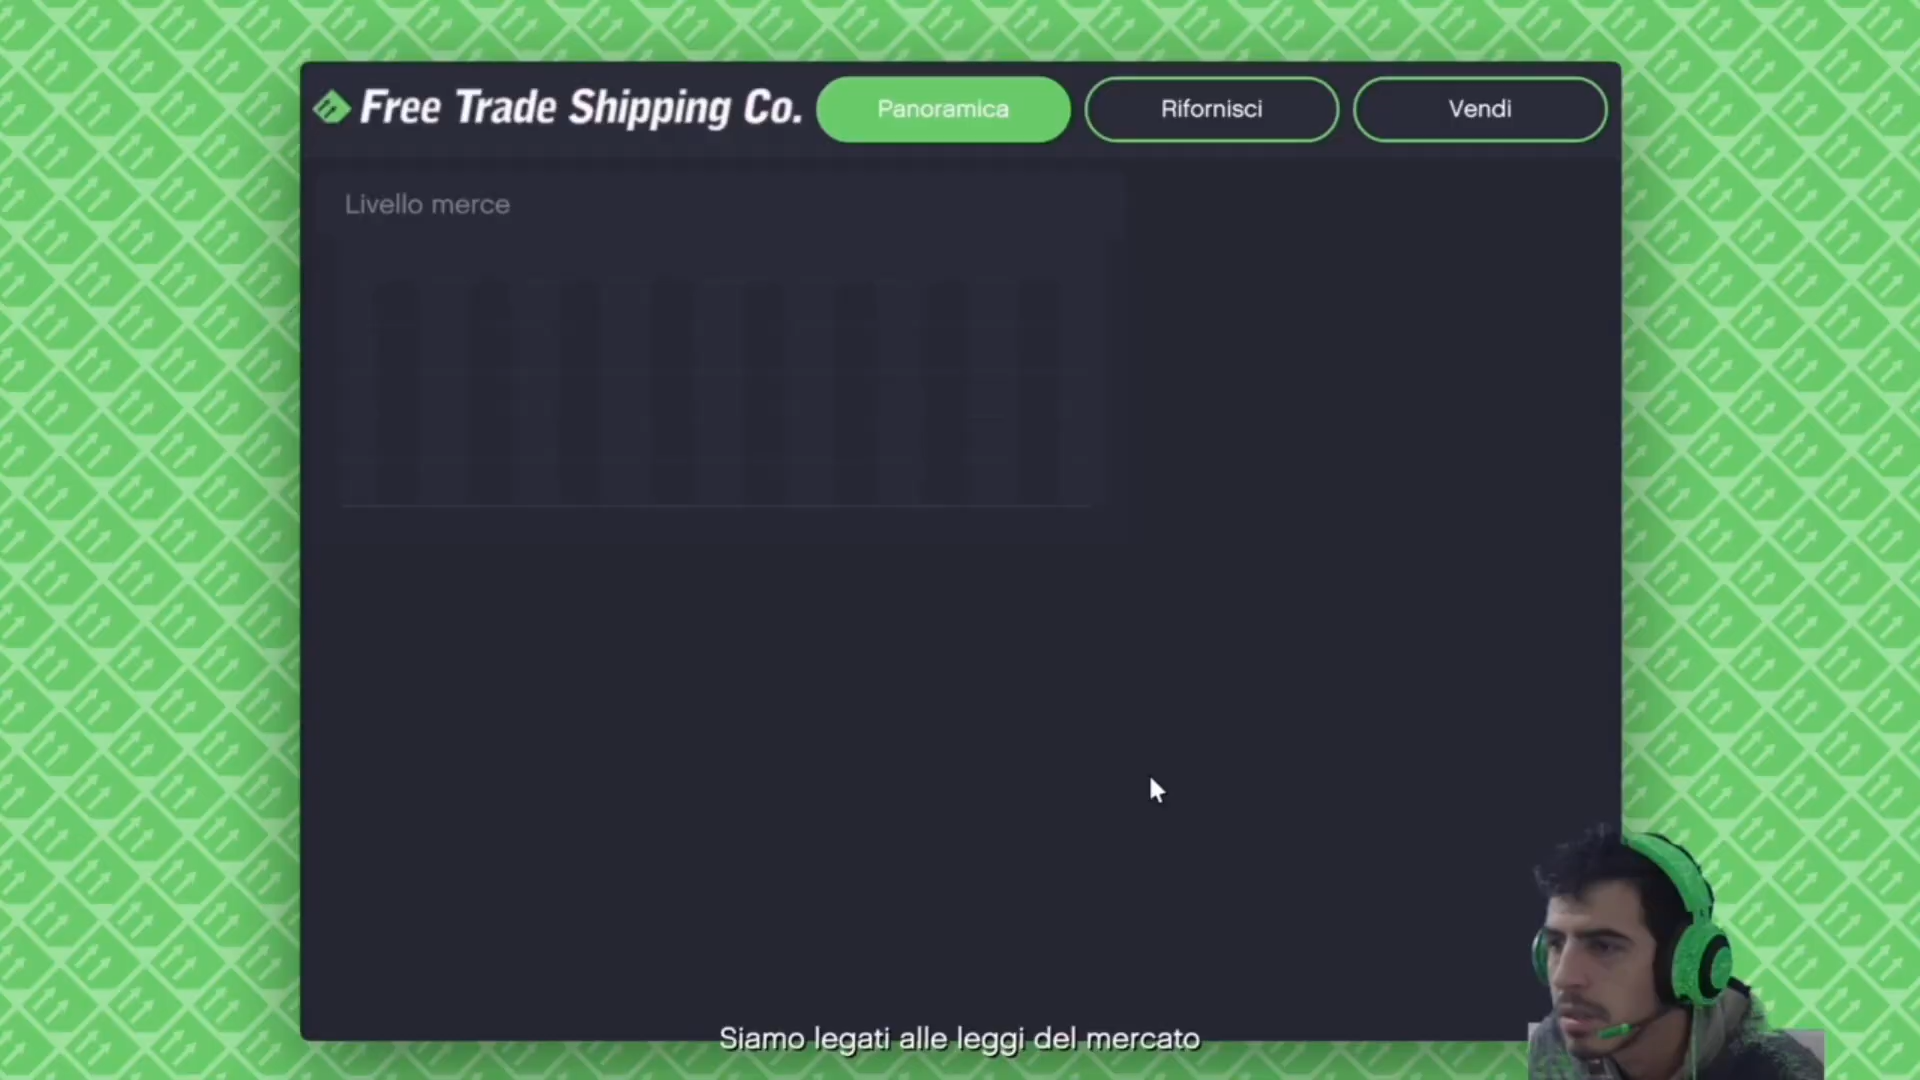 Free Trade Shipping Co.
Panoramica
Rifornisci
Vendi
Livello merce
Siamo legati alle leggi del mercato